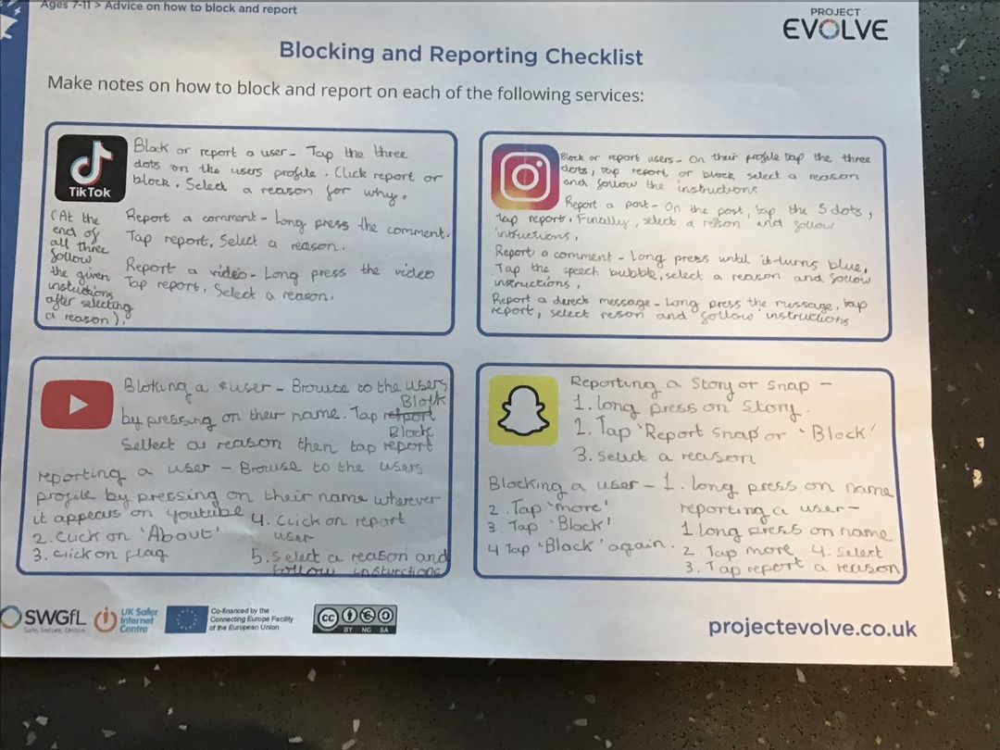 Ages 7-11 > Advice on how to block and report
PROJECT
EVOLVE
Blocking and Reporting Checklist
Make notes on how to block and report on each of the following services:
TikTok
Block or report a user - Tap the three
dots on the users profile. Click report or
block. Select a reason for why.
(At the
end of
all three
follow
the given
instuctions
after selecting
a reason).
Report a comment - Long press the comment.
Tap report. Select a reason.
Report a video - Long press the video
Tap report, Select a reason.
Block or report users - On their profile tap the three
dots, tap report or block select a reason
and follow the instructions
Report a post - On the post, tap the 3 dots,
tap report. Finally, select a reason and follow
intructions.
Report a comment - Long press until it turns blue,
Tap the speech bubble, select a reason and follow
instructions,
Report a dereck message - Long press the message, tap
report, select reson and follow instructions
Bloking a user - Browse to the users
Block
by pressing on their name. Tap report
Block
Sellect a reason then tap report
reporting a user - Browse to the users
profile by pressing on their name wherever
it appears on youtube
2. Click on 'About'
3. click on flag
4. Click on report
user
5. Select a reason and
follow insturctions
Reporting a Story or snap -
1. long press on Story.
2. Tap 'Report snap' or 'Block'
3. select a reason
Blocking a user - 1. long press on name
2. Tap 'more'
3. Tap 'Block'
4 Tap 'Block' again.
reporting a user-
1. long press on name
2. Tap more 4. Select
3. Tap report a reason
SWGfL
Safe, Secure, Online
UK Safer
Internet
Centre
Co-financed by the
Connecting Europe Facility
of the European Union
cc
BY NC SA
projectevolve.co.uk